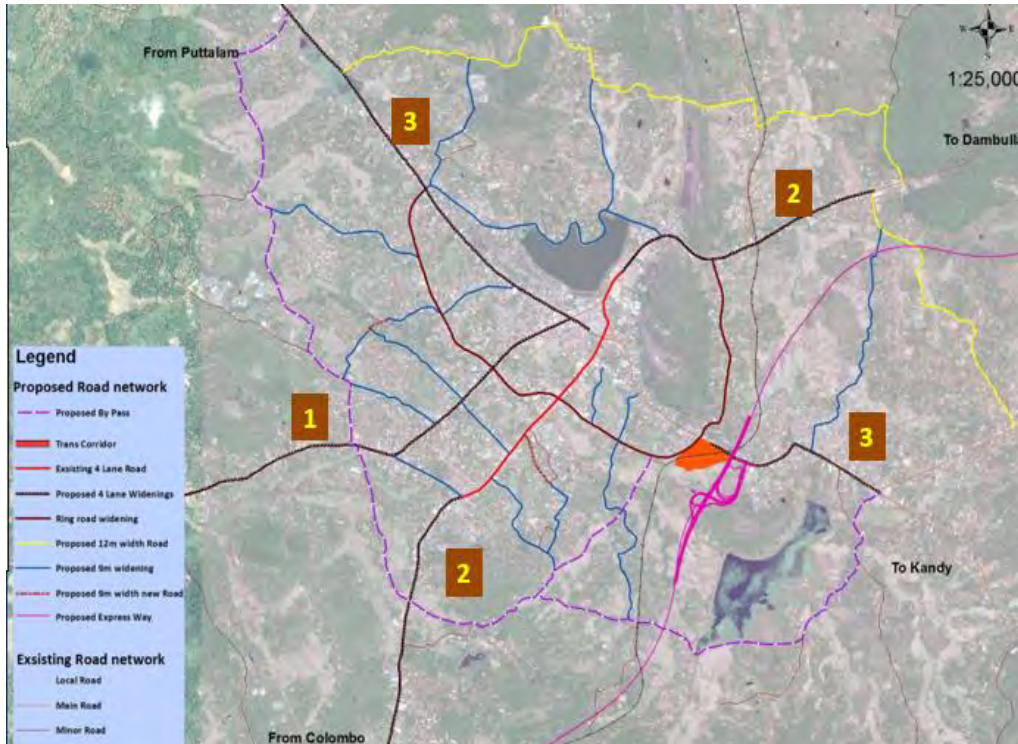 From Puttalam
W
E
S
1:25,000
3
To Dambulla
2
Legend
Proposed Road network
Proposed By Pass
Trans Corridor
Exsisting 4 Lane Road
Proposed 4 Lane Widenings
Ring road widening
Proposed 12m width Road
Proposed 9m widening
Proposed 9m width new Road
Proposed Express Way
Exsisting Road network
Local Road
Main Road
Minor Road
1
3
2
To Kandy
From Colombo